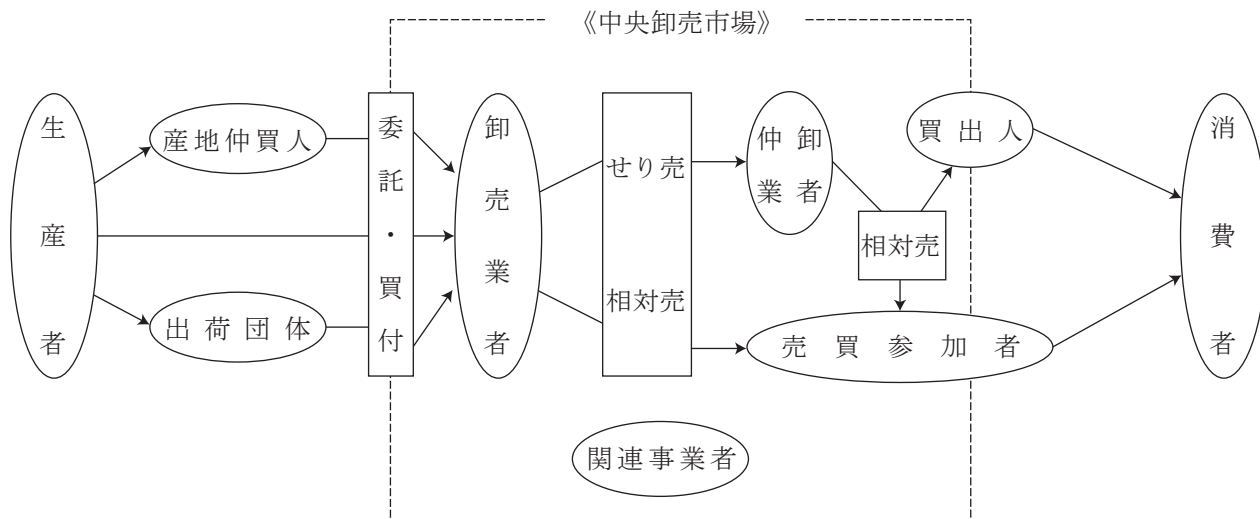 《中央卸売市場》
生産者
産地仲買人
出荷団体
委託・買付
卸売業者
せり売
相対売
仲卸
業者
相対売
買出人
売買参加者
消費者
関連事業者